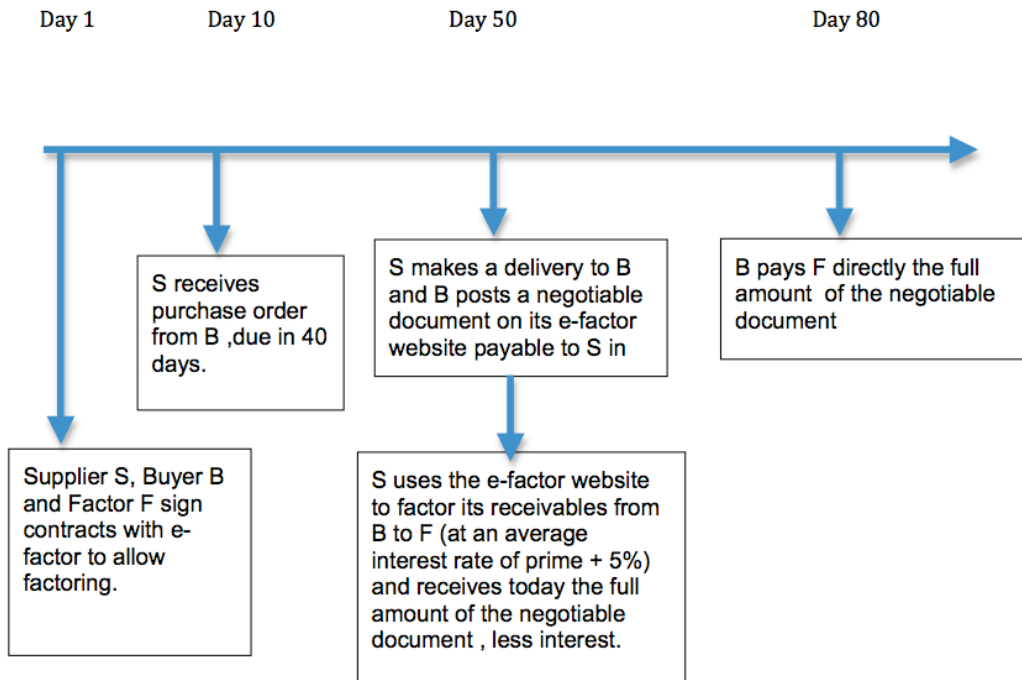 Day 1
Day 10
Day 50
Day 80
S receives
purchase order
from B ,due in 40
days.
S makes a delivery to B
and B posts a negotiable
document on its e-factor
website payable to S in
B pays F directly the full
amount of the negotiable
document
Supplier S, Buyer B
and Factor F sign
contracts with e-
factor to allow
factoring.
S uses the e-factor website
to factor its receivables from
B to F (at an average
interest rate of prime + 5%)
and receives today the full
amount of the negotiable
document , less interest.